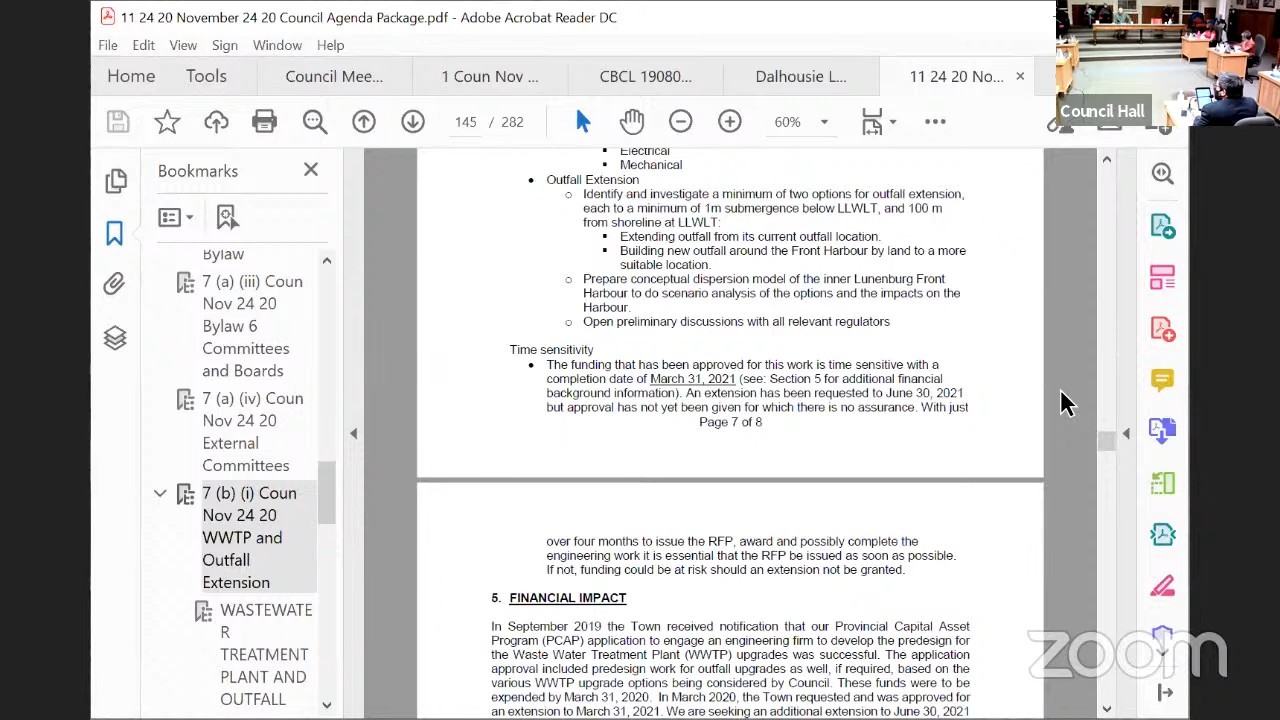 11 24 20 November 24 20 Council Agenda Package.pdf - Adobe Acrobat Reader DC
File Edit View Sign Window Help
Home Tools Council Mee... 1 Coun Nov ... CBCL 19080... Dalhousie L... 11 24 20 No... ×
Council Hall
145 / 282 60%
Bookmarks
Bylaw
7 (a) (iii) Coun
Nov 24 20
Bylaw 6
Committees
and Boards
7 (a) (iv) Coun
Nov 24 20
External
Committees
7 (b) (i) Coun
Nov 24 20
WWTP and
Outfall
Extension
WASTEWATE
R
TREATMENT
PLANT AND
OUTFALL
▪ Electrical
▪ Mechanical
• Outfall Extension
o Identify and investigate a minimum of two options for outfall extension,
each to a minimum of 1m submergence below LLWLT, and 100 m
from shoreline at LLWLT:
▪ Extending outfall from its current outfall location.
▪ Building new outfall around the Front Harbour by land to a more
suitable location.
o Prepare conceptual dispersion model of the inner Lunenburg Front
Harbour to do scenario analysis of the options and the impacts on the
Harbour.
o Open preliminary discussions with all relevant regulators
Time sensitivity
• The funding that has been approved for this work is time sensitive with a
completion date of March 31, 2021 (see: Section 5 for additional financial
background information). An extension has been requested to June 30, 2021
but approval has not yet been given for which there is no assurance. With just
Page 7 of 8
over four months to issue the RFP, award and possibly complete the
engineering work it is essential that the RFP be issued as soon as possible.
If not, funding could be at risk should an extension not be granted.
5. FINANCIAL IMPACT
In September 2019 the Town received notification that our Provincial Capital Asset
Program (PCAP) application to engage an engineering firm to develop the predesign for
the Waste Water Treatment Plant (WWTP) upgrades was successful. The application
approval included predesign work for outfall upgrades as well, if required, based on the
various WWTP upgrade options being considered by Council. These funds were to be
expended by March 31, 2020. In March 2020, the Town requested and was approved for
an extension to March 31, 2021. We are seeking an additional extension to June 30, 2021
zoom